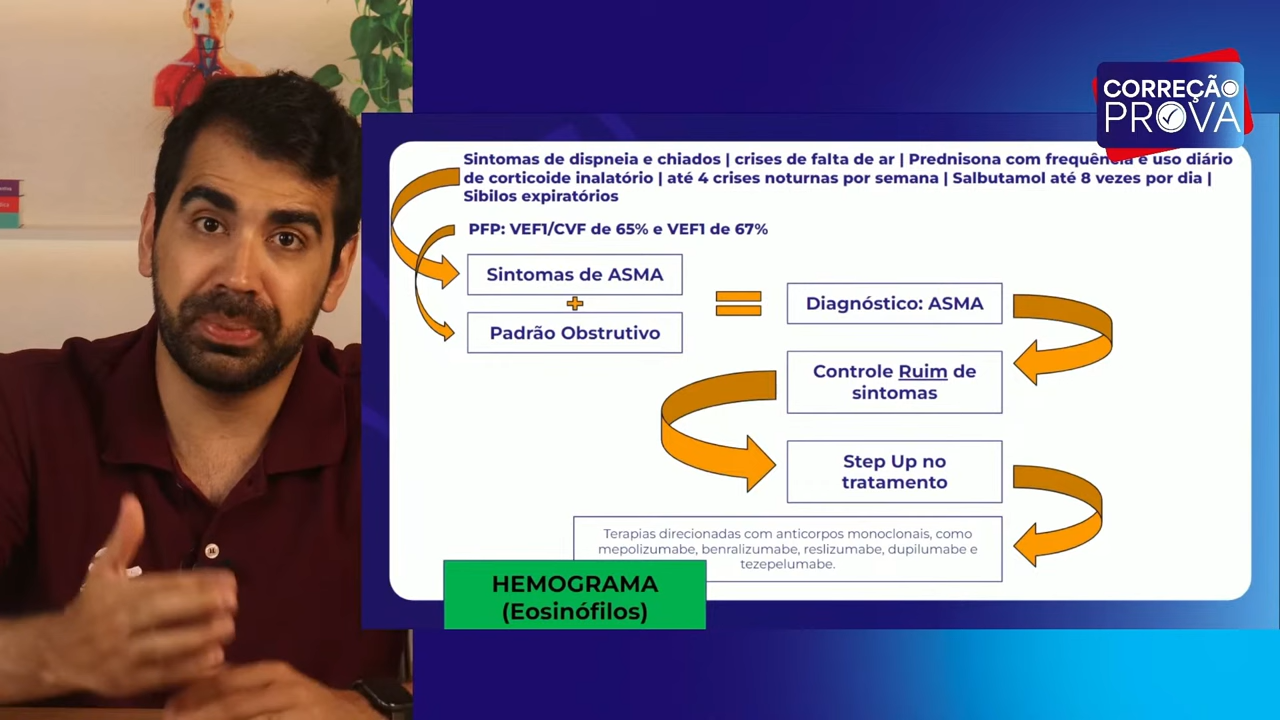 CORREÇÃO
PROVA
Sintomas de dispneia e chiados | crises de falta de ar | Prednisona com frequência e uso diário
de corticoide inalatório | até 4 crises noturnas por semana | Salbutamol até 8 vezes por dia |
Sibilos expiratórios
PFP: VEF1/CVF de 65% e VEF1 de 67%
Sintomas de ASMA
+
Padrão Obstrutivo
=
Diagnóstico: ASMA
Controle Ruim de
sintomas
Step Up no
tratamento
Terapias direcionadas com anticorpos monoclonais, como
mepolizumabe, benralizumabe, reslizumabe, dupilumabe e
tezepelumabe.
HEMOGRAMA
(Eosinófilos)